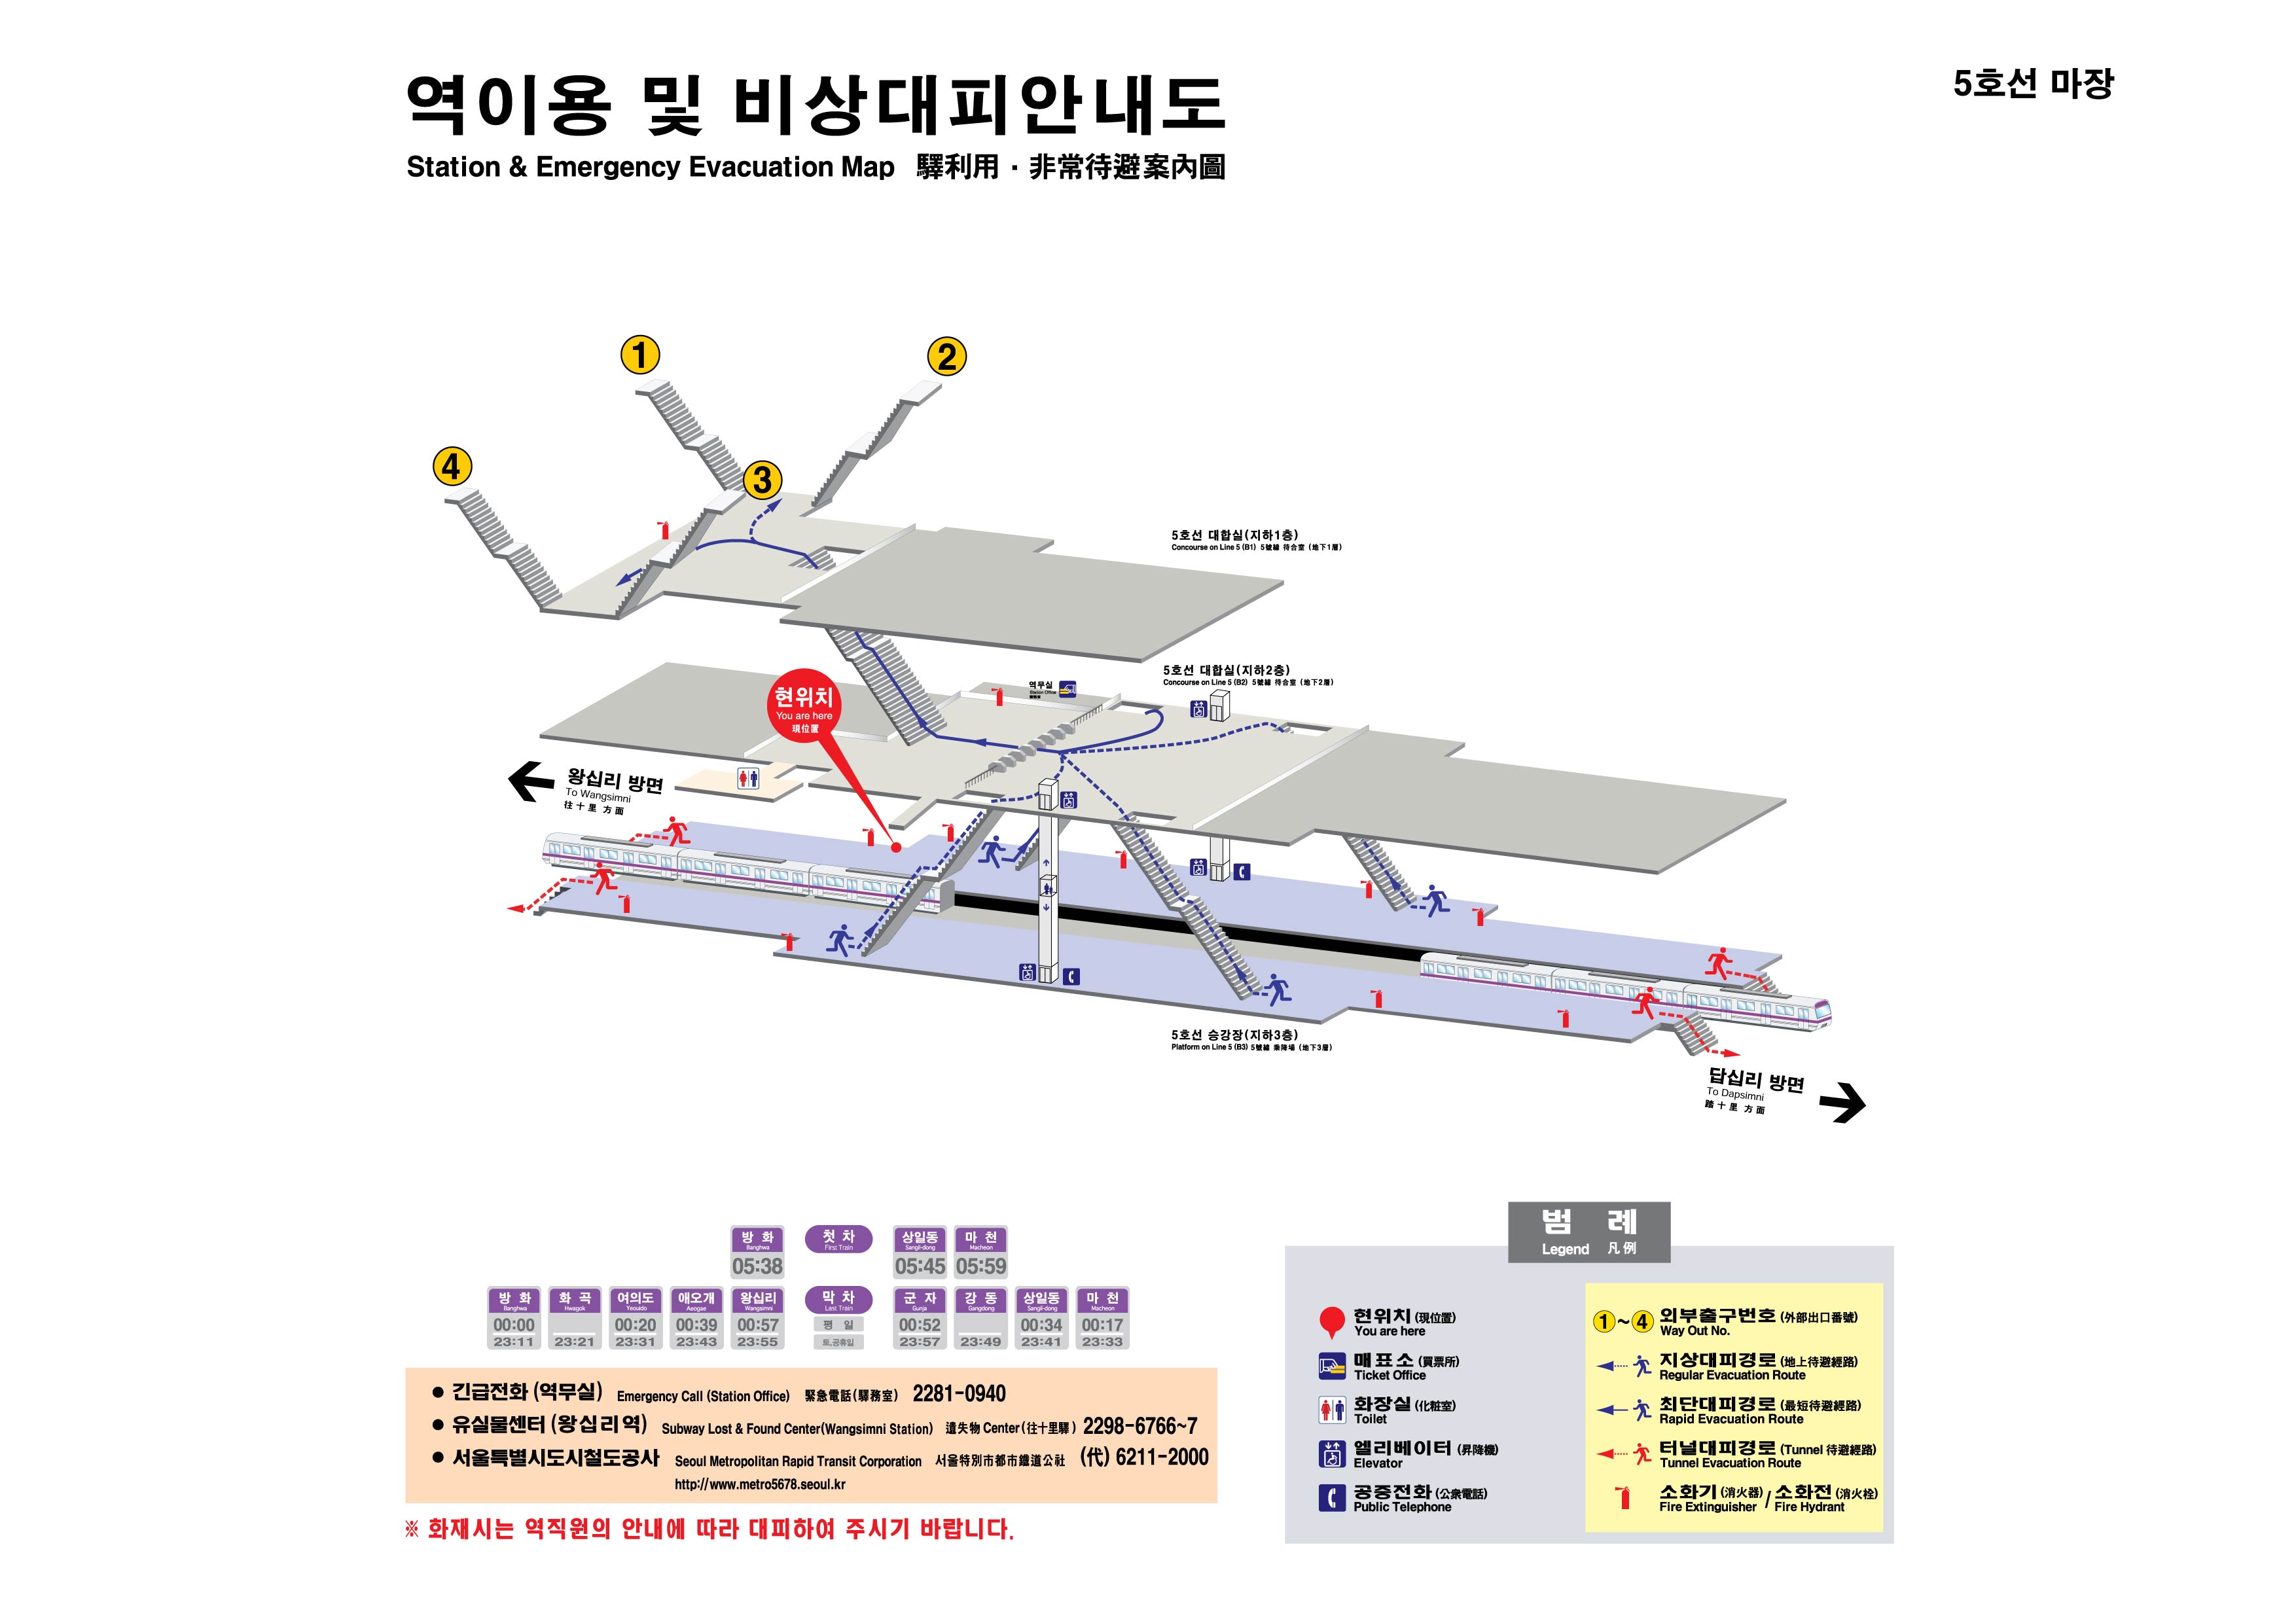 역이용 및 비상대피안내도
Station & Emergency Evacuation Map 驛利用 · 非常待避案內圖
5호선 마장
1
2
4
3
5호선 대합실(지하1층)
Concourse on Line 5 (B1) 5號線 待合室 (地下1層)
5호선 대합실(지하2층)
Concourse on Line 5 (B2) 5號線 待合室 (地下2層)
역무실
Station Office
현위치
You are here
現位置
왕십리 방면
To Wangsimni
往十里 方面
5호선 승강장(지하3층)
Platform on Line 5 (B3) 5號線 乘降場 (地下3層)
답십리 방면
To Dapsimni
踏十里 方面
방 화 첫 차 상일동 마 천
Banghwa First Train Sangil-dong Macheon
05:38 05:45 05:59
방 화 화 곡 여의도 애오개 왕십리 막 차 군 자 강 동 상일동 마 천
Banghwa Hwagok Yeouido Aeogae Wangsimni Last Train Gunja Gangdong Sangil-dong Macheon
00:00 00:20 00:39 00:57 평 일 00:52 00:34 00:17
23:11 23:21 23:31 23:43 23:55 토,공휴일 23:57 23:49 23:41 23:33
● 긴급전화 (역무실) Emergency Call (Station Office) 緊急電話 (驛務室) 2281-0940
● 유실물센터 (왕십리역) Subway Lost & Found Center(Wangsimni Station) 遺失物 Center (往十里驛) 2298-6766~7
● 서울특별시도시철도공사 Seoul Metropolitan Rapid Transit Corporation 서울特別市都市鐵道公社 (代) 6211-2000
http://www.metro5678.seoul.kr
※ 화재시는 역직원의 안내에 따라 대피하여 주시기 바랍니다.
범 례
Legend 凡例
현위치 (現位置)
You are here
매표소 (買票所)
Ticket Office
화장실 (化粧室)
Toilet
엘리베이터 (昇降機)
Elevator
공중전화 (公衆電話)
Public Telephone
1~4 외부출구번호 (外部出口番號)
Way Out No.
지상대피경로 (地上待避經路)
Regular Evacuation Route
최단대피경로 (最短待避經路)
Rapid Evacuation Route
터널대피경로 (Tunnel 待避經路)
Tunnel Evacuation Route
소화기 (消火器) / 소화전 (消火栓)
Fire Extinguisher / Fire Hydrant